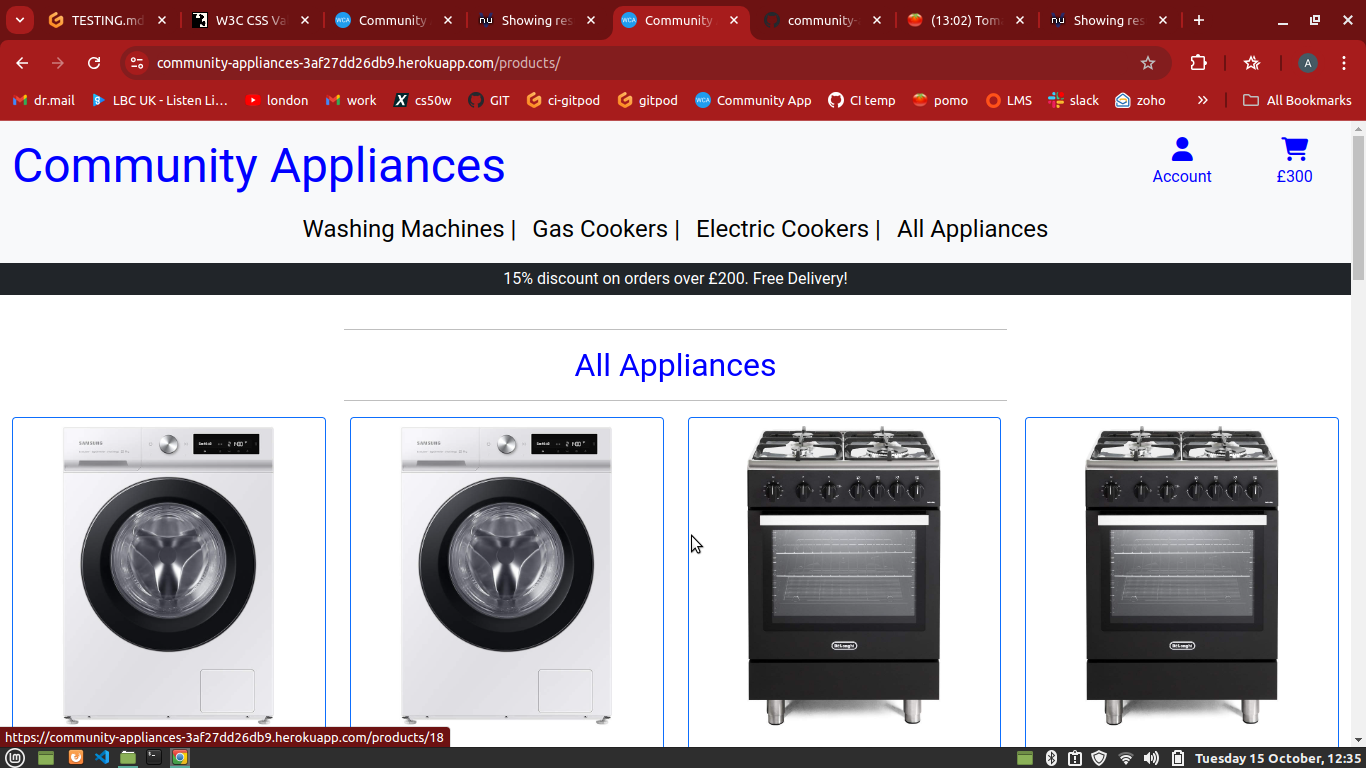 TESTING.md
W3C CSS Va
Community
Showing res
Community
community-a
(13:02) Tom
Showing res
community-appliances-3af27dd26db9.herokuapp.com/products/
A
dr.mail
LBC UK - Listen Li...
london
work
cs50w
GIT
ci-gitpod
gitpod
Community App
CI temp
pomo
LMS
slack
zoho
All Bookmarks
Community Appliances
Account
£300
Washing Machines | Gas Cookers | Electric Cookers | All Appliances
15% discount on orders over £200. Free Delivery!
All Appliances
SAMSUNG
SAMSUNG
DeLonghi
DeLonghi
https://community-appliances-3af27dd26db9.herokuapp.com/products/18
Tuesday 15 October, 12:35